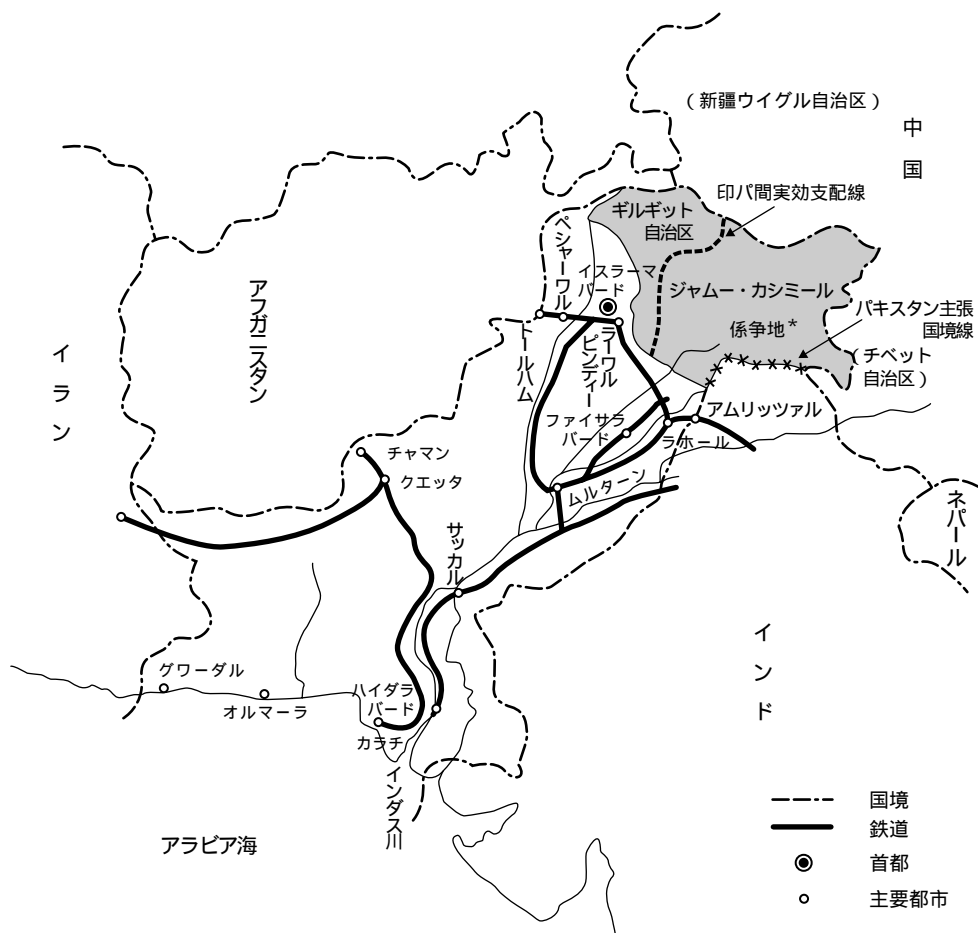 （新疆ウイグル自治区）
中国
印パ間実効支配線
ギルギット
自治区
ペシャーワル
イスラーマ
バード
ジャムー・カシミール
係争地*
パキスタン主張
国境線
（チベット
自治区）
アフガニスタン
イラン
トールハム
ラーワル
ピンディー
ファイサラ
バード
アムリッツァル
ラホール
チャマン
クエッタ
ムルターン
サッカル
ネパール
インド
グワーダル
オルマーラ
ハイダラ
バード
カラチ
インダス川
アラビア海
国境
鉄道
首都
主要都市